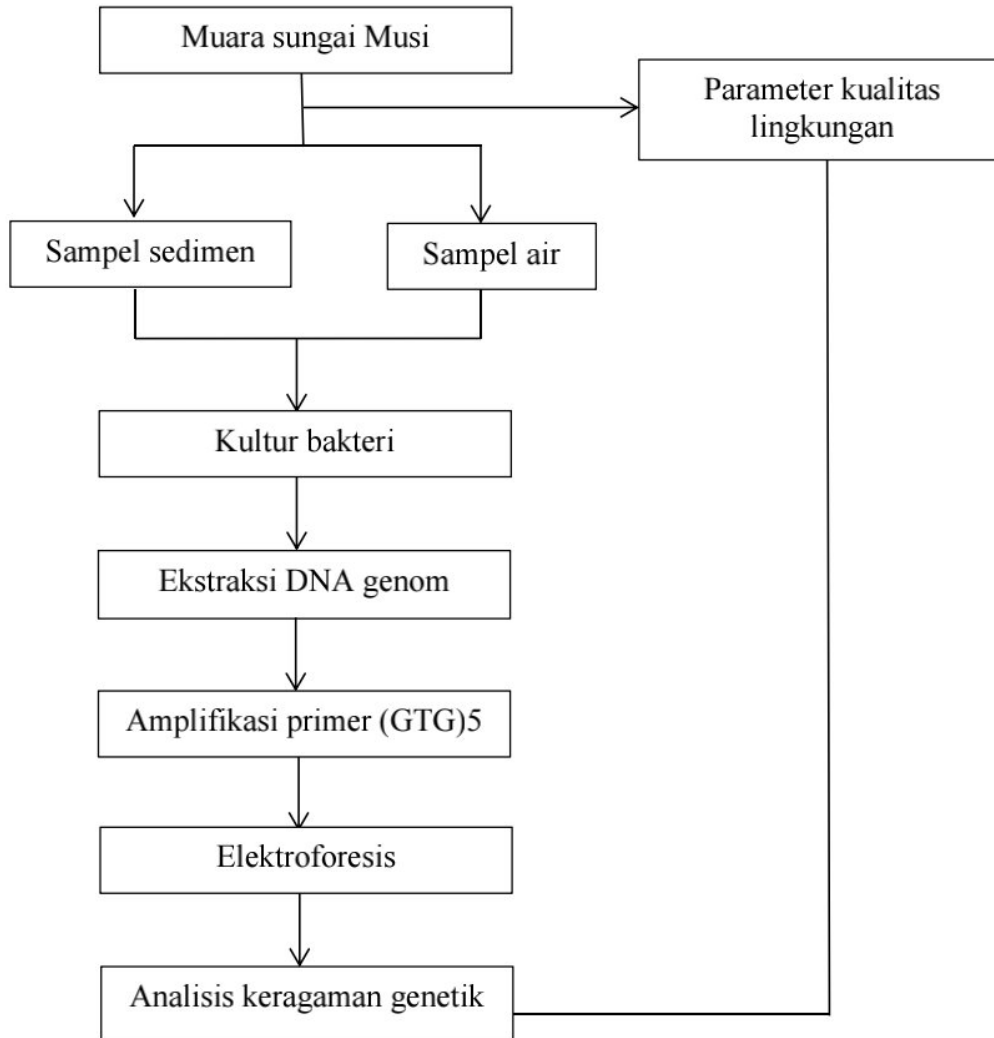 Muara sungai Musi
Parameter kualitas
lingkungan
Sampel sedimen
Sampel air
Kultur bakteri
Ekstraksi DNA genom
Amplifikasi primer (GTG)5
Elektroforesis
Analisis keragaman genetik